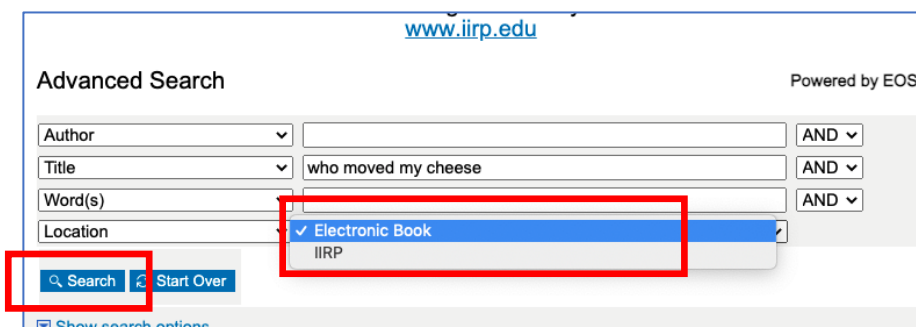 www.iirp.edu
Advanced Search Powered by EOS
Author AND
Title who moved my cheese AND
Word(s) AND
Location Electronic Book
IIRP
Search Start Over
Show search options